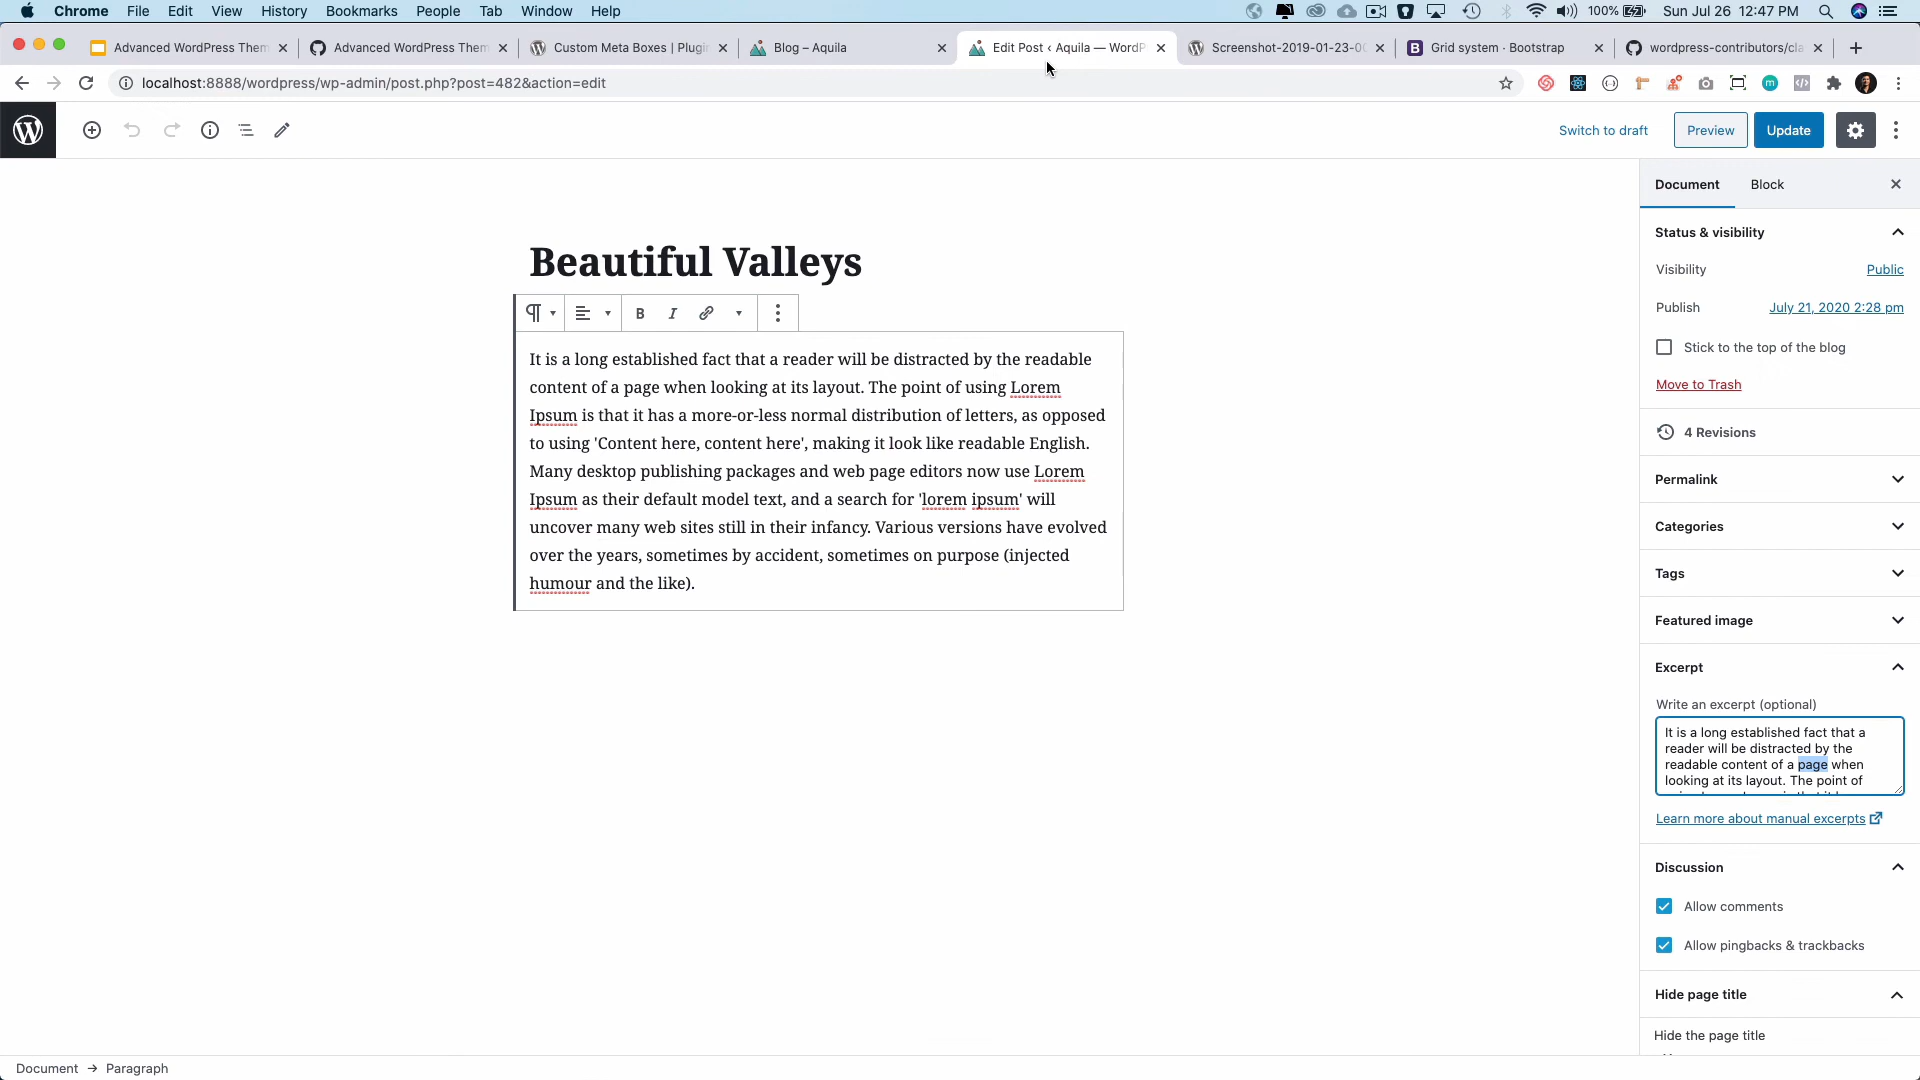 Chrome File Edit View History Bookmarks People Tab Window Help 100% Sun Jul 26 12:47 PM
Advanced WordPress Them Advanced WordPress Them Custom Meta Boxes | Plugin Blog – Aquila Edit Post ‹ Aquila — WordP Screenshot-2019-01-23-0 Grid system · Bootstrap wordpress-contributors/cla
localhost:8888/wordpress/wp-admin/post.php?post=482&action=edit
Switch to draft Preview Update
Document Block
Status & visibility
Visibility Public
Publish July 21, 2020 2:28 pm
Stick to the top of the blog
Move to Trash
4 Revisions
Permalink
Categories
Tags
Featured image
Excerpt
Write an excerpt (optional)
It is a long established fact that a
reader will be distracted by the
readable content of a page when
looking at its layout. The point of
Learn more about manual excerpts
Discussion
Allow comments
Allow pingbacks & trackbacks
Hide page title
Hide the page title
Beautiful Valleys
B I
It is a long established fact that a reader will be distracted by the readable
content of a page when looking at its layout. The point of using Lorem
Ipsum is that it has a more-or-less normal distribution of letters, as opposed
to using 'Content here, content here', making it look like readable English.
Many desktop publishing packages and web page editors now use Lorem
Ipsum as their default model text, and a search for 'lorem ipsum' will
uncover many web sites still in their infancy. Various versions have evolved
over the years, sometimes by accident, sometimes on purpose (injected
humour and the like).
Document → Paragraph